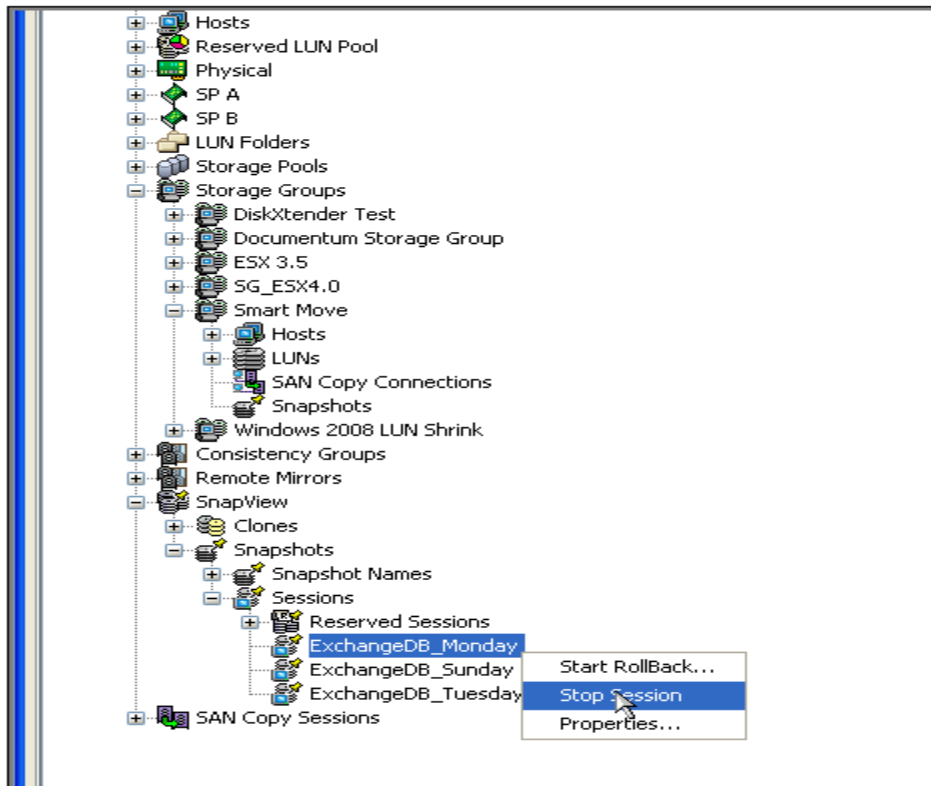 Hosts
Reserved LUN Pool
Physical
SP A
SP B
LUN Folders
Storage Pools
Storage Groups
DiskXtender Test
Documentum Storage Group
ESX 3.5
SG_ESX4.0
Smart Move
Hosts
LUNs
SAN Copy Connections
Snapshots
Windows 2008 LUN Shrink
Consistency Groups
Remote Mirrors
SnapView
Clones
Snapshots
Snapshot Names
Sessions
Reserved Sessions
ExchangeDB_Monday
ExchangeDB_Sunday
ExchangeDB_Tuesday
SAN Copy Sessions
Start RollBack...
Stop Session
Properties...